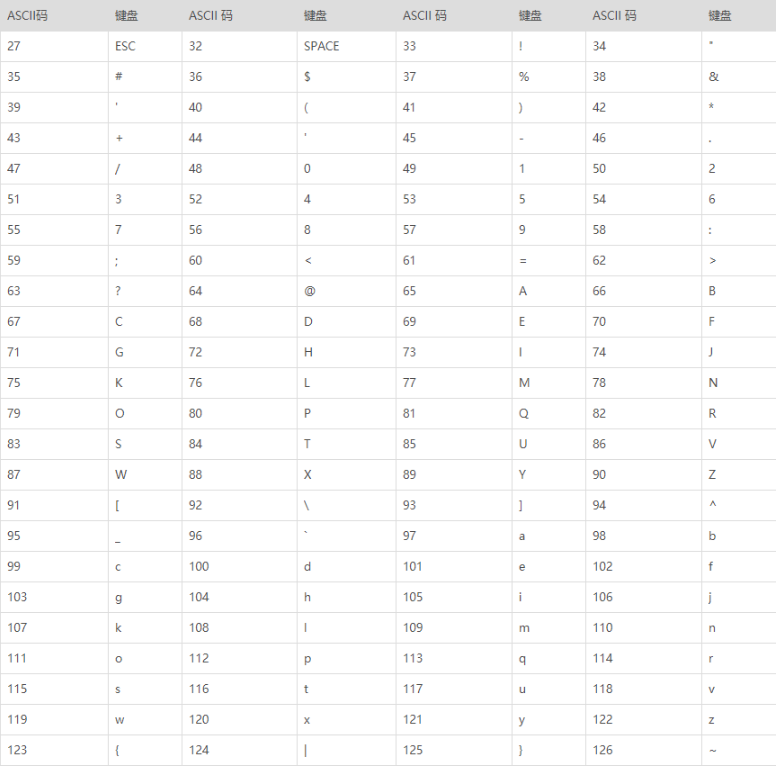 ASCII码 键盘 ASCII 码 键盘 ASCII 码 键盘 ASCII 码 键盘
27 ESC 32 SPACE 33 ! 34 "
35 # 36 $ 37 % 38 &
39 ' 40 ( 41 ) 42 *
43 + 44 ' 45 - 46 .
47 / 48 0 49 1 50 2
51 3 52 4 53 5 54 6
55 7 56 8 57 9 58 :
59 ; 60 < 61 = 62 >
63 ? 64 @ 65 A 66 B
67 C 68 D 69 E 70 F
71 G 72 H 73 I 74 J
75 K 76 L 77 M 78 N
79 O 80 P 81 Q 82 R
83 S 84 T 85 U 86 V
87 W 88 X 89 Y 90 Z
91 [ 92 \ 93 ] 94 ^
95 _ 96 ` 97 a 98 b
99 c 100 d 101 e 102 f
103 g 104 h 105 i 106 j
107 k 108 l 109 m 110 n
111 o 112 p 113 q 114 r
115 s 116 t 117 u 118 v
119 w 120 x 121 y 122 z
123 { 124 | 125 } 126 ~